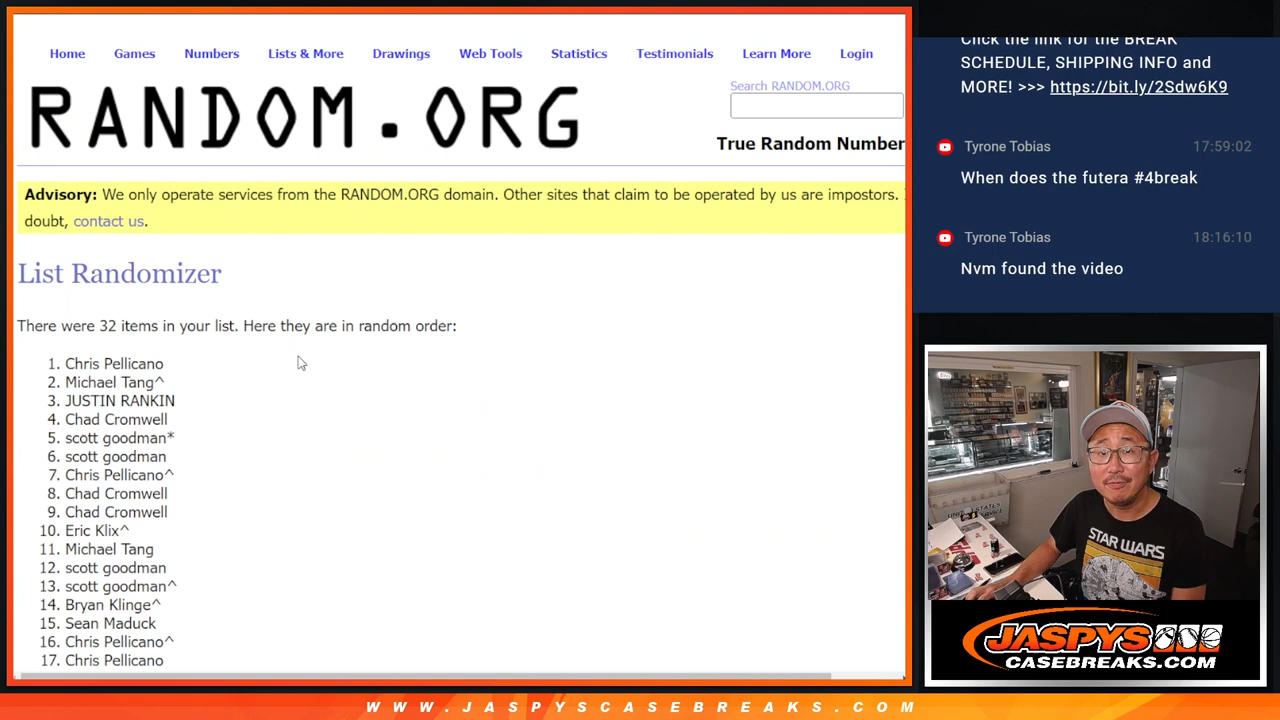 Home Games Numbers Lists & More Drawings Web Tools Statistics Testimonials Learn More Login
RANDOM.ORG
Search RANDOM.ORG
True Random Number
Advisory: We only operate services from the RANDOM.ORG domain. Other sites that claim to be operated by us are impostors.
doubt, contact us.
List Randomizer
There were 32 items in your list. Here they are in random order:
1. Chris Pellicano
2. Michael Tang^
3. JUSTIN RANKIN
4. Chad Cromwell
5. scott goodman*
6. scott goodman
7. Chris Pellicano^
8. Chad Cromwell
9. Chad Cromwell
10. Eric Klix^
11. Michael Tang
12. scott goodman
13. scott goodman^
14. Bryan Klinge^
15. Sean Maduck
16. Chris Pellicano^
17. Chris Pellicano
Click the link for the BREAK
SCHEDULE, SHIPPING INFO and
MORE! >>> https://bit.ly/2Sdw6K9
Tyrone Tobias 17:59:02
When does the futera #4break
Tyrone Tobias 18:16:10
Nvm found the video
STAR WARS
JASPYS
CASEBREAKS.COM
WWW.JASPYSCASEBREAKS.COM